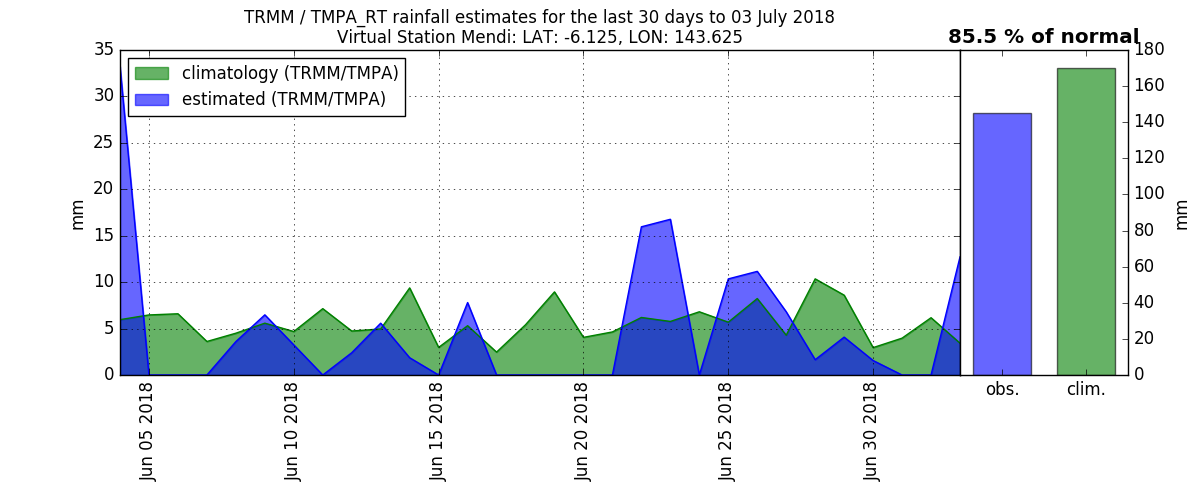 TRMM / TMPA_RT rainfall estimates for the last 30 days to 03 July 2018
Virtual Station Mendi: LAT: -6.125, LON: 143.625
85.5 % of normal
climatology (TRMM/TMPA)
estimated (TRMM/TMPA)
35
30
25
20
15
10
5
0
mm
Jun 05 2018
Jun 10 2018
Jun 15 2018
Jun 20 2018
Jun 25 2018
Jun 30 2018
obs.
clim.
180
160
140
120
100
80
60
40
20
0
mm